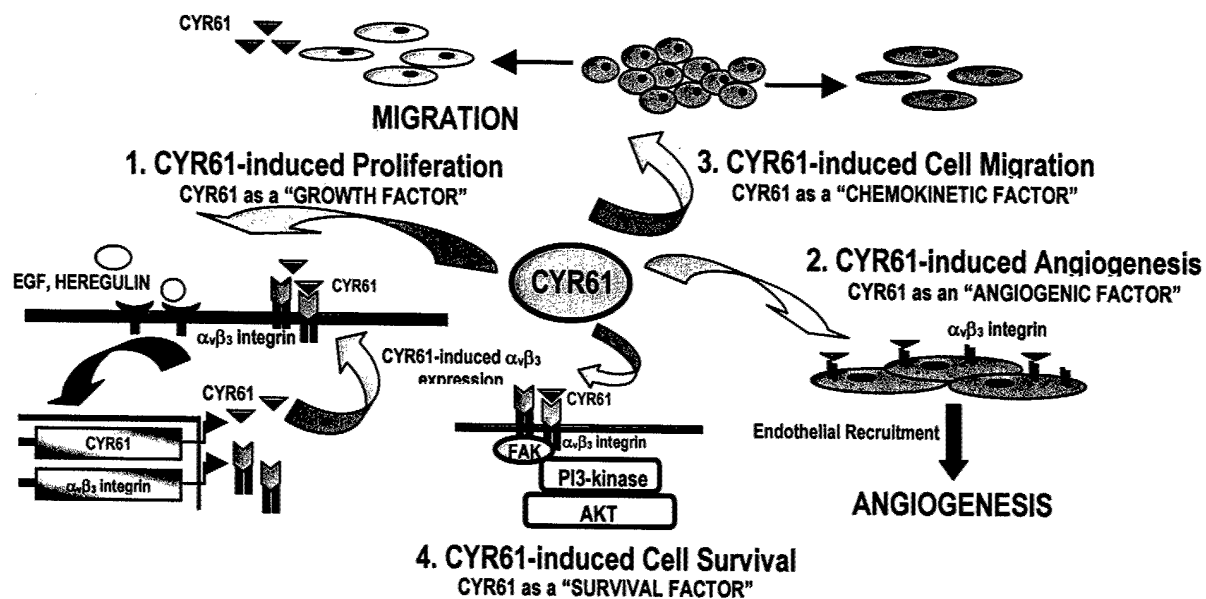 CYR61
MIGRATION
1. CYR61-induced Proliferation
CYR61 as a “GROWTH FACTOR”
3. CYR61-induced Cell Migration
CYR61 as a “CHEMOKINETIC FACTOR”
CYR61
2. CYR61-induced Angiogenesis
CYR61 as an “ANGIOGENIC FACTOR”
EGF, HEREGULIN
CYR61
αvβ3 integrin
αvβ3 integrin
CYR61-induced αvβ3
expression
CYR61
CYR61
αvβ3 integrin
CYR61
FAK
αvβ3 integrin
PI3-kinase
AKT
Endothelial Recruitment
ANGIOGENESIS
4. CYR61-induced Cell Survival
CYR61 as a “SURVIVAL FACTOR”